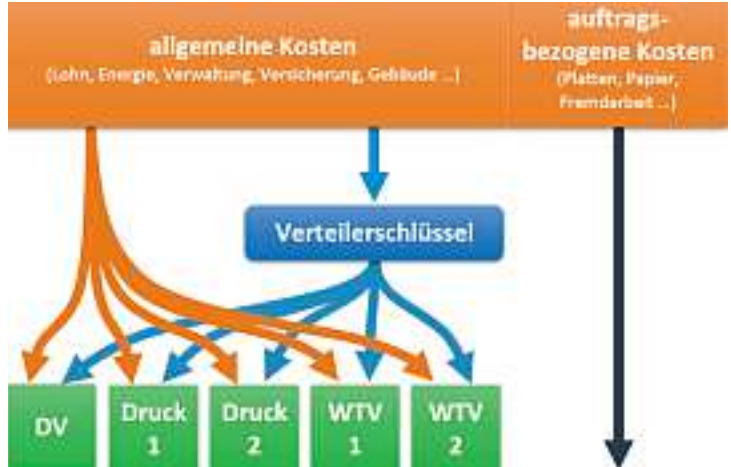 allgemeine Kosten
(Lohn, Energie, Verwaltung, Versicherung, Gebäude ...)
auftrags-
bezogene Kosten
(Platten, Papier,
Fremdarbeit ...)
Verteilerschlüssel
DV
Druck
1
Druck
2
WTV
1
WTV
2